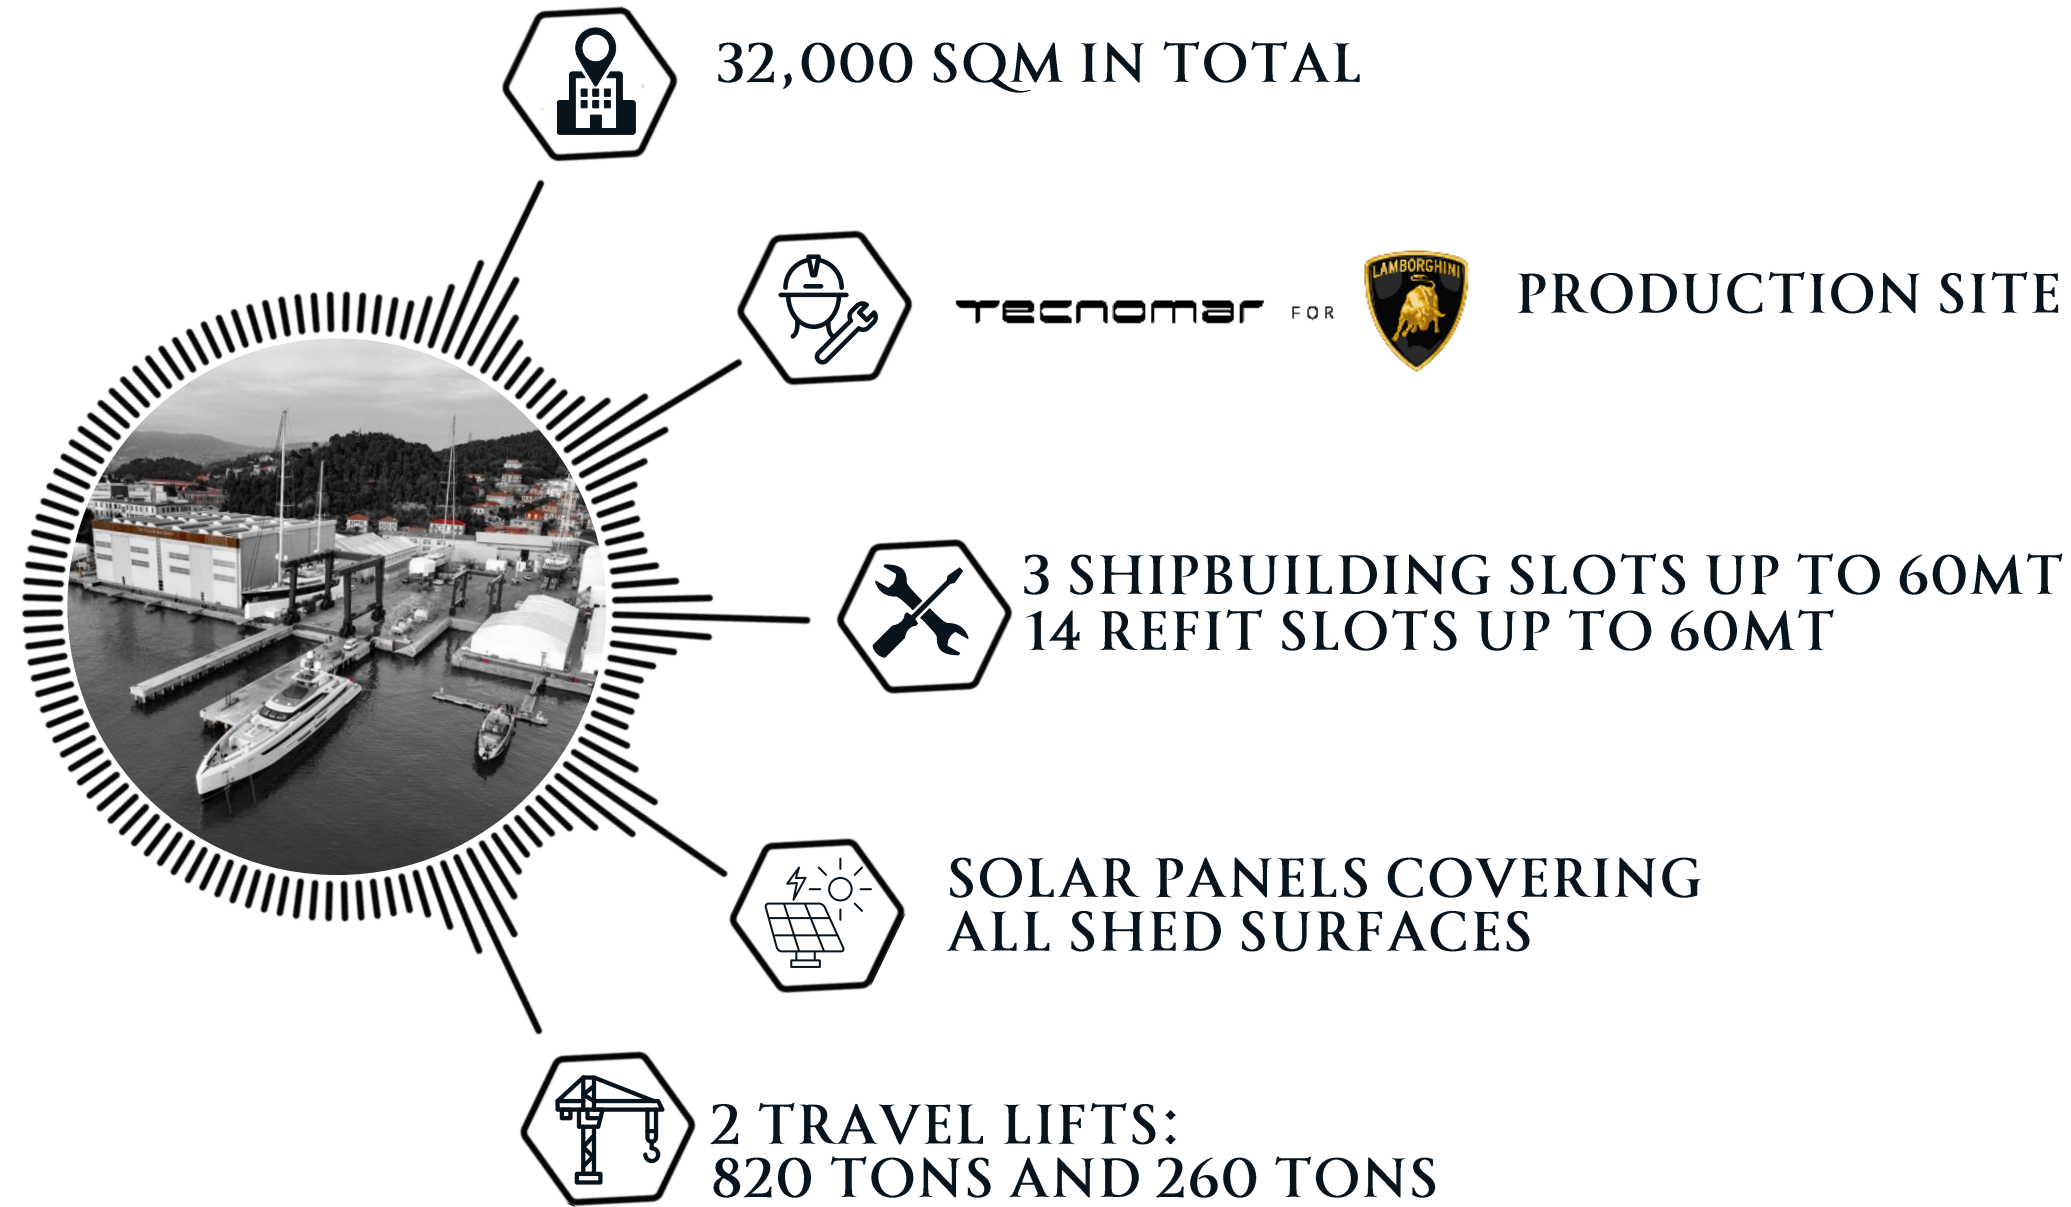 32,000 SQM IN TOTAL
TECNOMAR FOR LAMBORGHINI PRODUCTION SITE
3 SHIPBUILDING SLOTS UP TO 60MT
14 REFIT SLOTS UP TO 60MT
SOLAR PANELS COVERING
ALL SHED SURFACES
2 TRAVEL LIFTS:
820 TONS AND 260 TONS